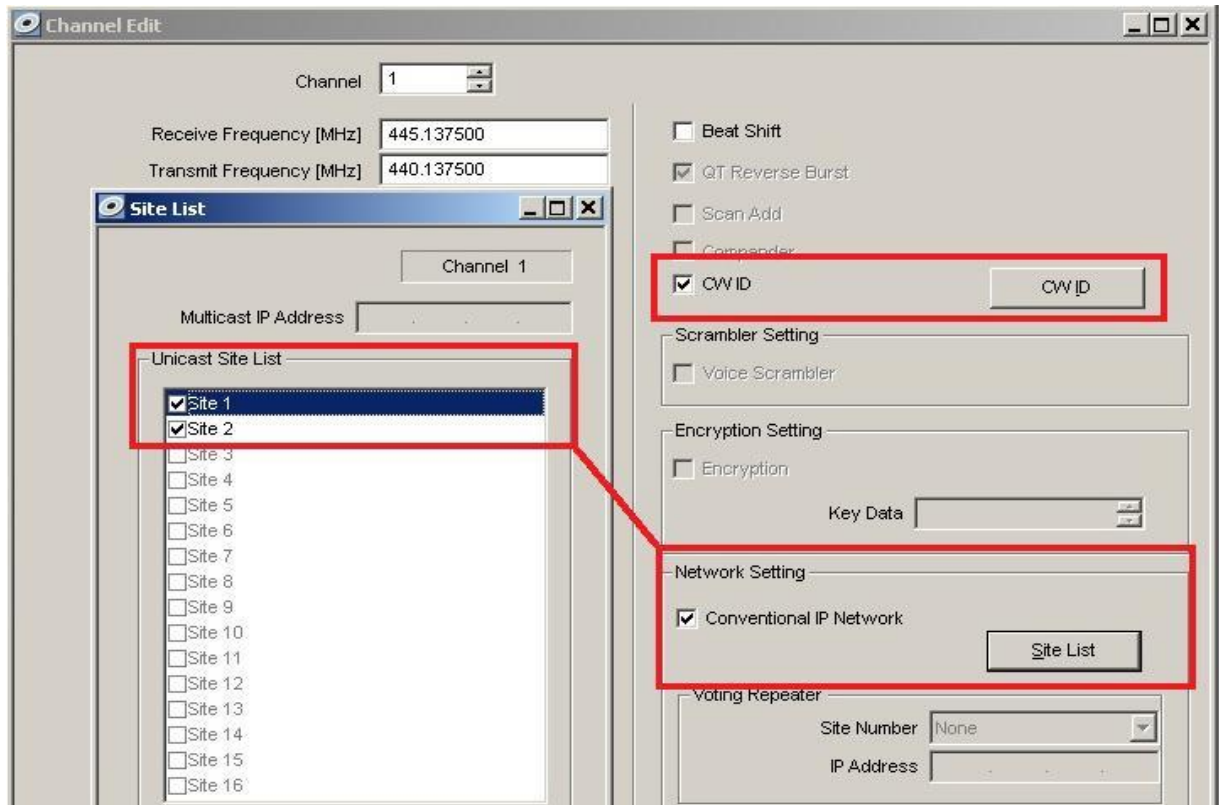 Channel Edit
Channel 1
Receive Frequency [MHz] 445.137500
Transmit Frequency [MHz] 440.137500
Site List
Channel 1
Multicast IP Address . . .
Unicast Site List
Site 1
Site 2
Site 3
Site 4
Site 5
Site 6
Site 7
Site 8
Site 9
Site 10
Site 11
Site 12
Site 13
Site 14
Site 15
Site 16
Beat Shift
QT Reverse Burst
Scan Add
Compander
CW ID CW ID
Scrambler Setting
Voice Scrambler
Encryption Setting
Encryption
Key Data
Network Setting
Conventional IP Network
Site List
Voting Repeater
Site Number None
IP Address . . .